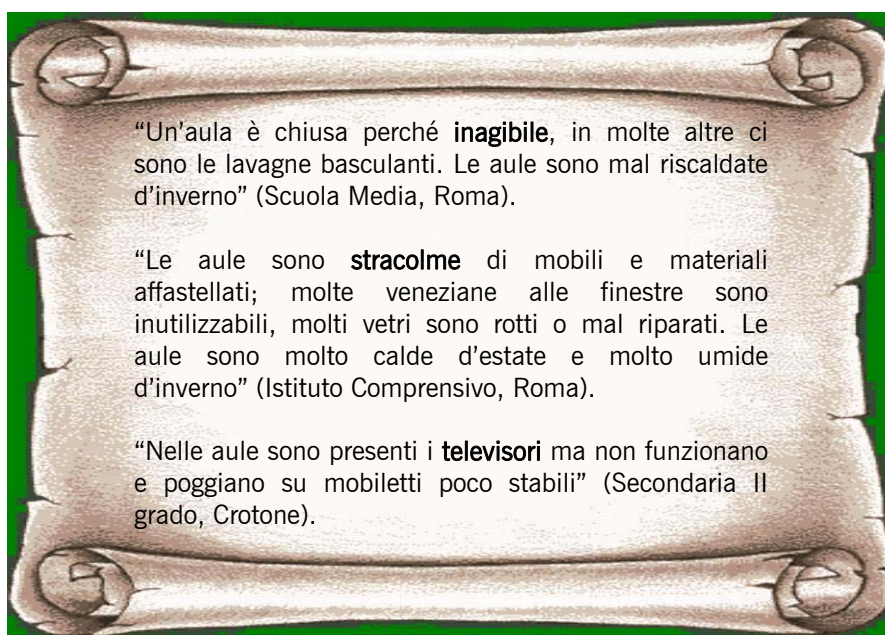 “Un’aula è chiusa perché inagibile, in molte altre ci
sono le lavagne basculanti. Le aule sono mal riscaldate
d’inverno” (Scuola Media, Roma).
“Le aule sono stracolme di mobili e materiali
affastellati; molte veneziane alle finestre sono
inutilizzabili, molti vetri sono rotti o mal riparati. Le
aule sono molto calde d’estate e molto umide
d’inverno” (Istituto Comprensivo, Roma).
“Nelle aule sono presenti i televisori ma non funzionano
e poggiano su mobiletti poco stabili” (Secondaria II
grado, Crotone).